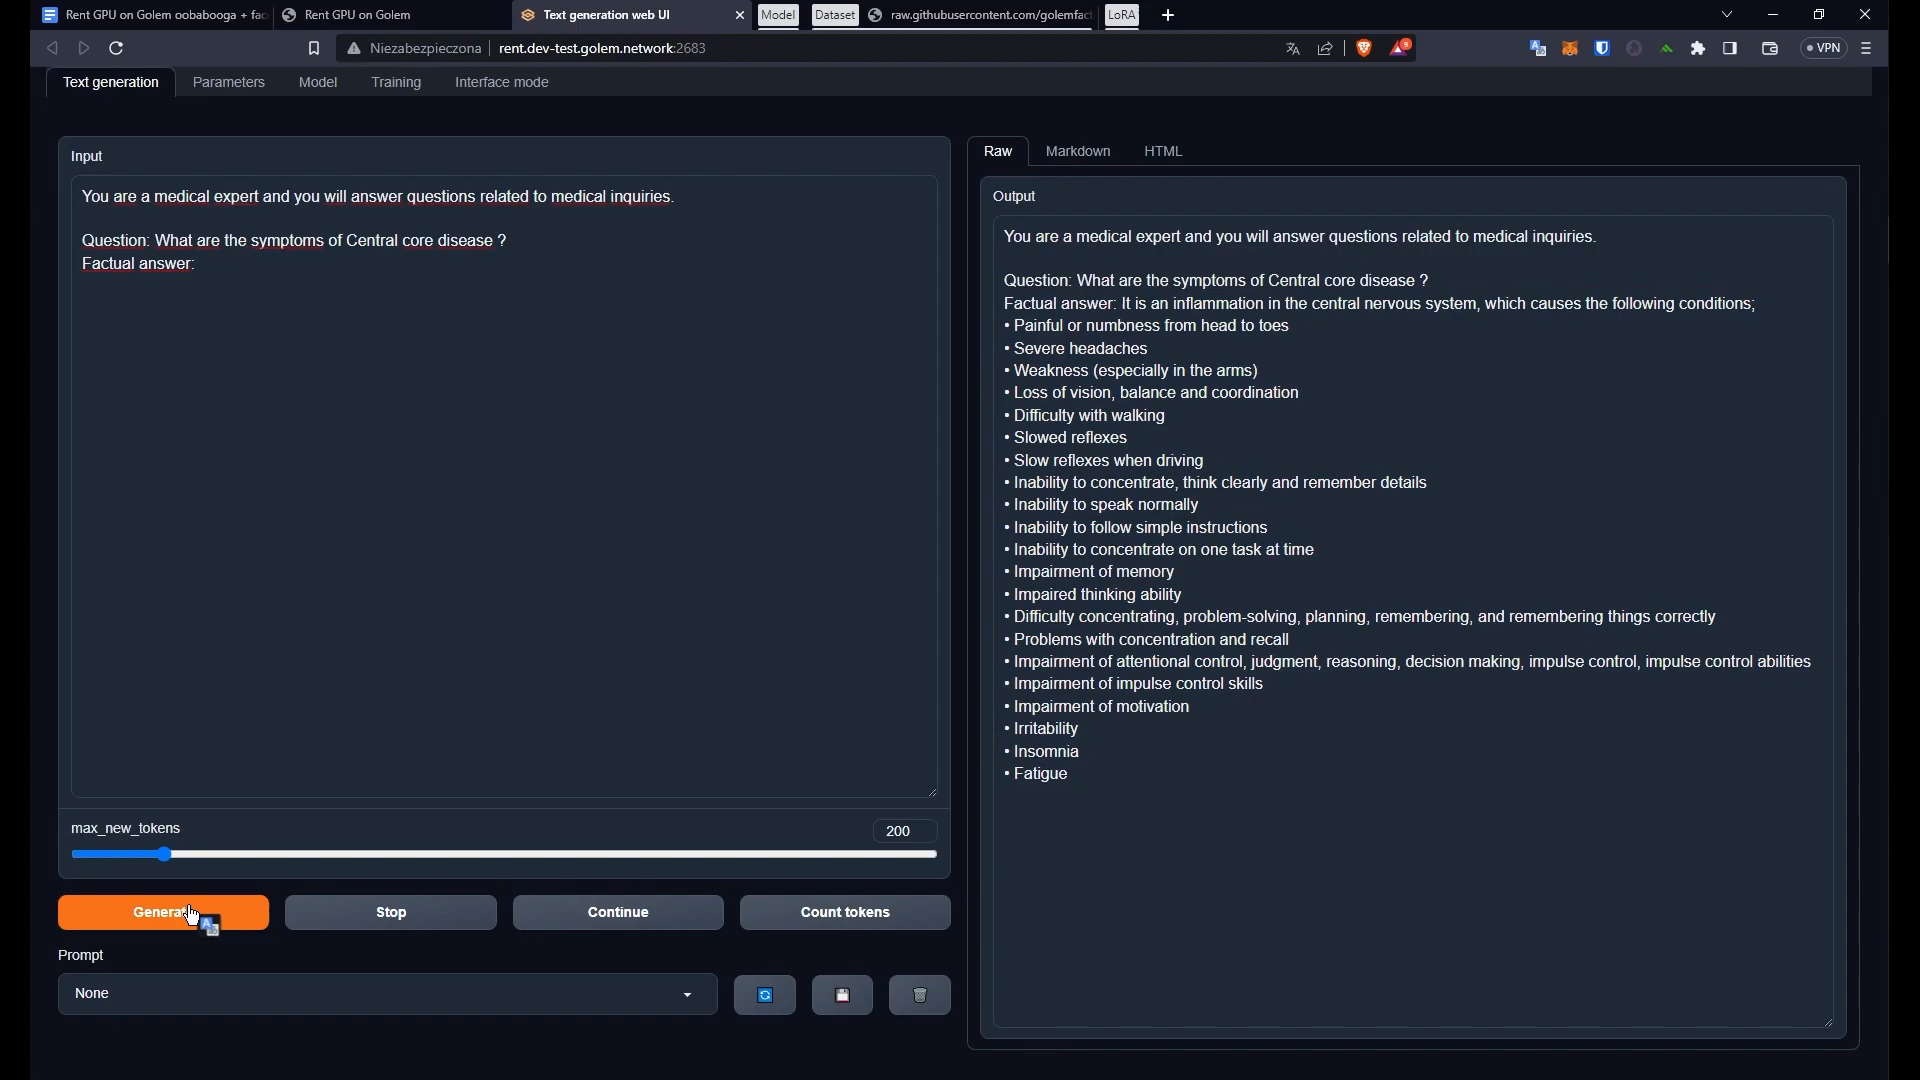 Rent GPU on Golem oobabooga + fac
Rent GPU on Golem
Text generation web UI
Model
Dataset
raw.githubusercontent.com/golemfact
LoRA
Niezabezpieczona
rent.dev-test.golem.network:2683
VPN
Text generation
Parameters
Model
Training
Interface mode
Input
You are a medical expert and you will answer questions related to medical inquiries.
Question: What are the symptoms of Central core disease ?
Factual answer:
max_new_tokens
200
Generat
Stop
Continue
Count tokens
Prompt
None
Raw
Markdown
HTML
Output
You are a medical expert and you will answer questions related to medical inquiries.
Question: What are the symptoms of Central core disease ?
Factual answer: It is an inflammation in the central nervous system, which causes the following conditions;
• Painful or numbness from head to toes
• Severe headaches
• Weakness (especially in the arms)
• Loss of vision, balance and coordination
• Difficulty with walking
• Slowed reflexes
• Slow reflexes when driving
• Inability to concentrate, think clearly and remember details
• Inability to speak normally
• Inability to follow simple instructions
• Inability to concentrate on one task at time
• Impairment of memory
• Impaired thinking ability
• Difficulty concentrating, problem-solving, planning, remembering, and remembering things correctly
• Problems with concentration and recall
• Impairment of attentional control, judgment, reasoning, decision making, impulse control, impulse control abilities
• Impairment of impulse control skills
• Impairment of motivation
• Irritability
• Insomnia
• Fatigue